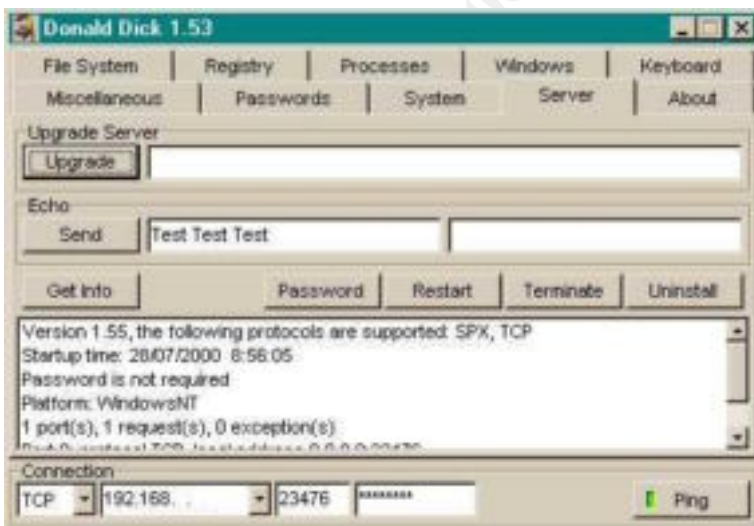 Donald Dick 1.53
File System Registry Processes Windows Keyboard
Miscellaneous Passwords System Server About
Upgrade Server
Upgrade
Echo
Send Test Test Test
Get Info Password Restart Terminate Uninstall
Version 1.55, the following protocols are supported: SPX, TCP
Startup time: 28/07/2000 8:56:05
Password is not required
Platform: WindowsNT
1 port(s), 1 request(s), 0 exception(s)
Connection
TCP 192.168. . 23476 ******** Ping